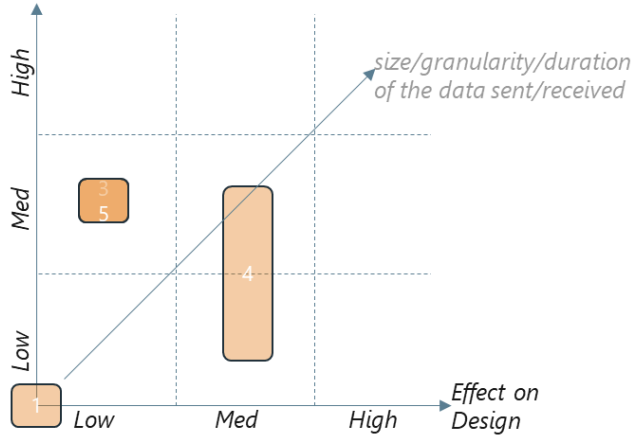 size/granularity/duration
of the data sent/received
High
Med
Low
3
5
4
1
Low
Med
High
Effect on
Design